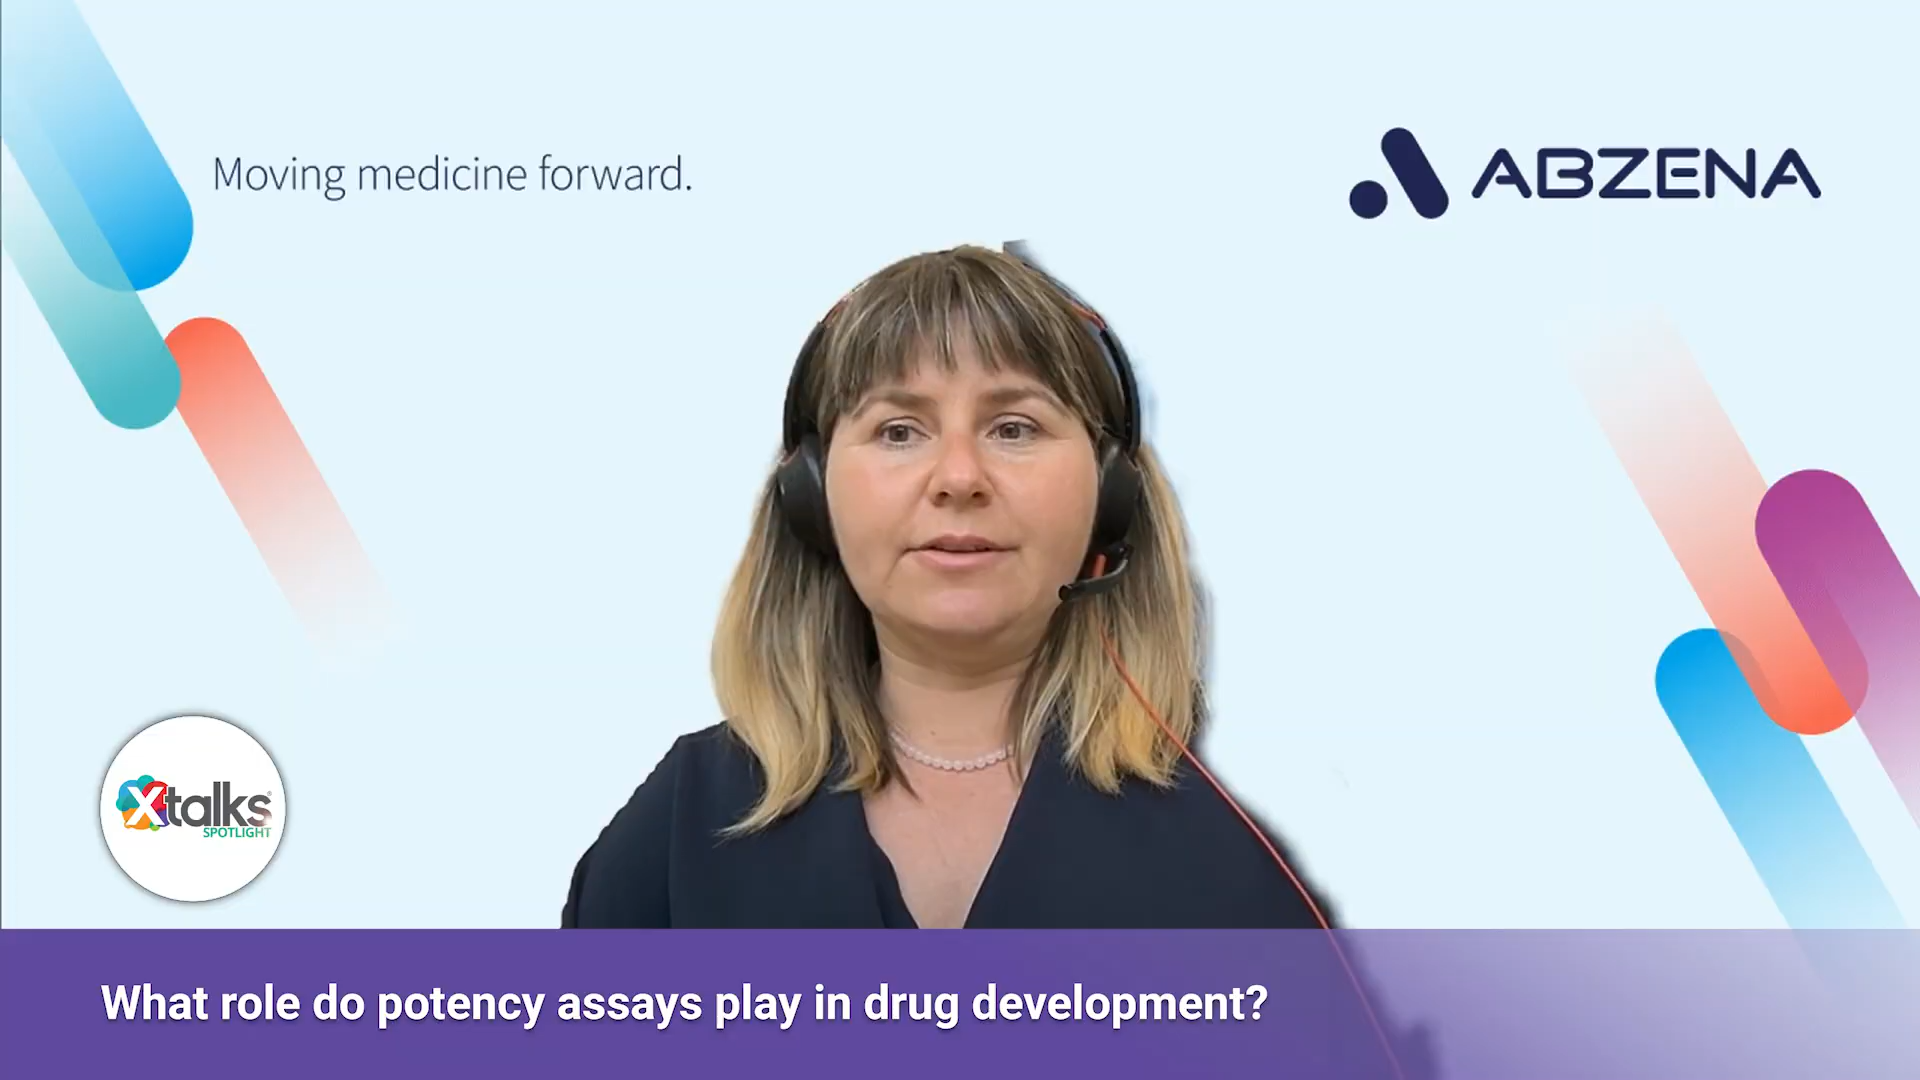 Moving medicine forward.
ABZENA
Xtalks
SPOTLIGHT
What role do potency assays play in drug development?